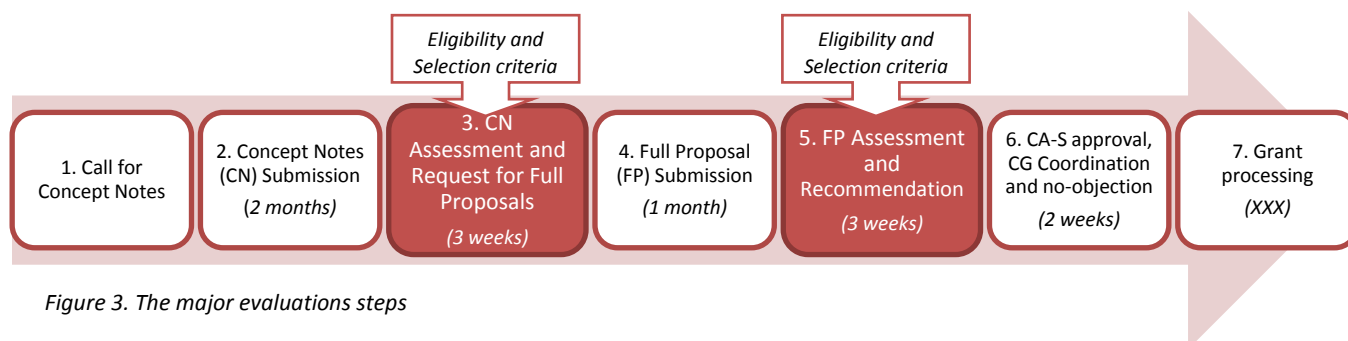 Eligibility and
Selection criteria
Eligibility and
Selection criteria
1. Call for
Concept Notes
2. Concept Notes
(CN) Submission
(2 months)
3. CN
Assessment and
Request for Full
Proposals
(3 weeks)
4. Full Proposal
(FP) Submission
(1 month)
5. FP Assessment
and
Recommendation
(3 weeks)
6. CA-S approval,
CG Coordination
and no-objection
(2 weeks)
7. Grant
processing
(XXX)
Figure 3. The major evaluations steps